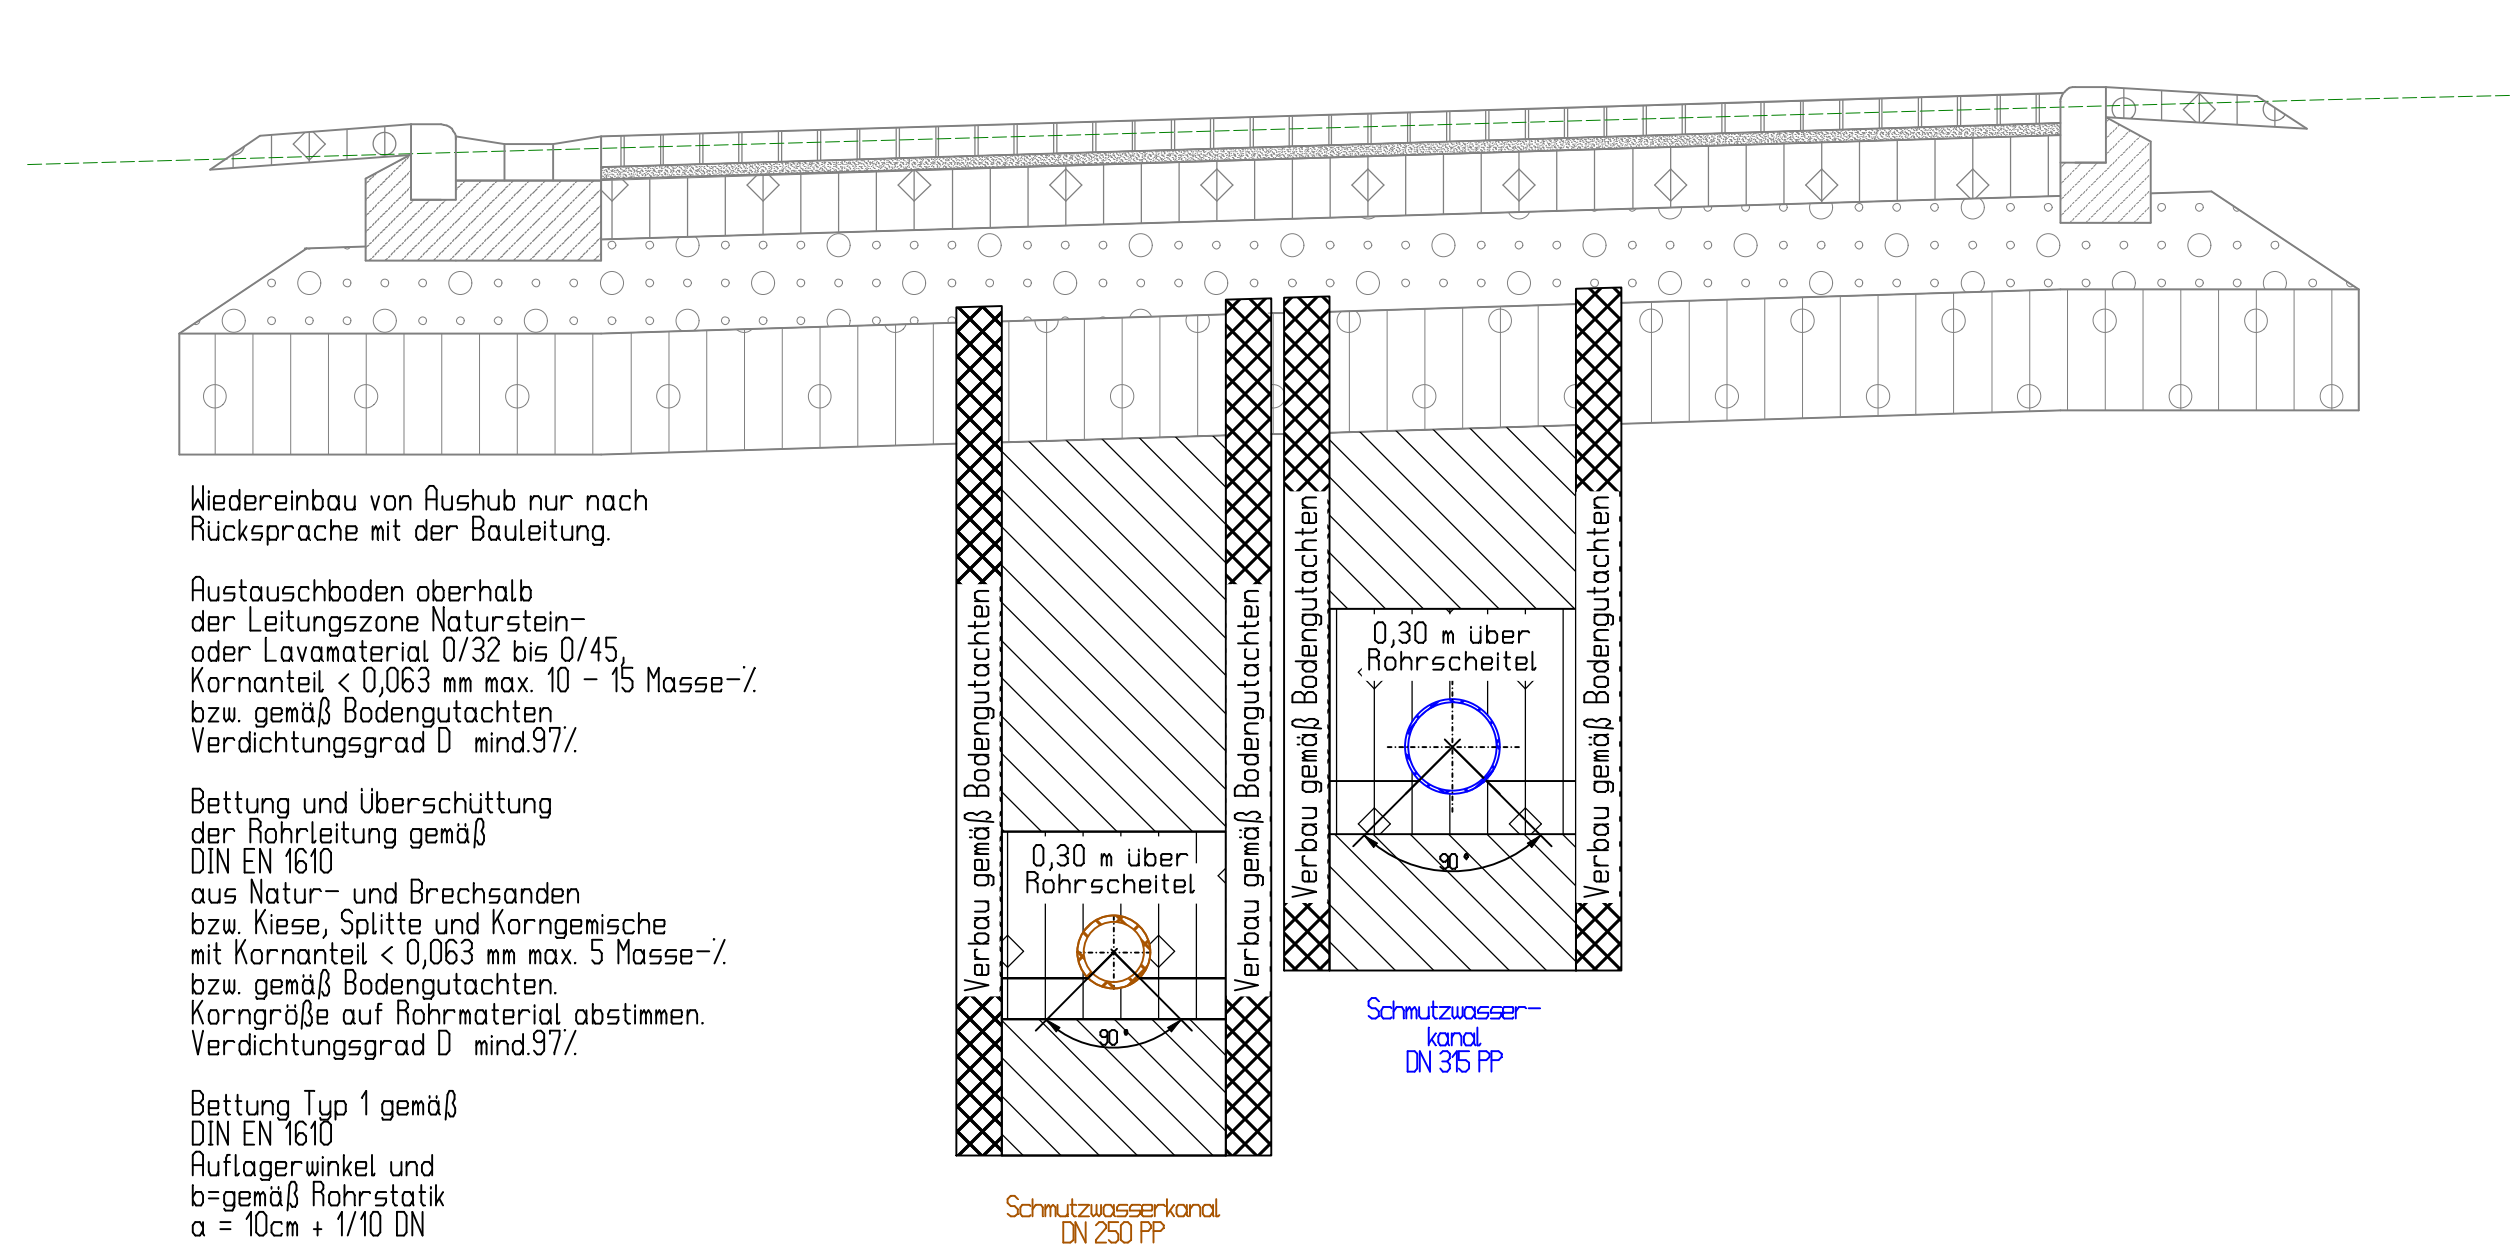 Wiedereinbau von Aushub nur nach
Rücksprache mit der Bauleitung.
Austauschboden oberhalb
der Leitungszone Naturstein-
oder Lavamaterial 0/32 bis 0/45,
Kornanteil < 0,063 mm max. 10 - 15 Masse-%
bzw. gemäß Bodengutachten
Verdichtungsgrad D mind.97%
Bettung und Überschüttung
der Rohrleitung gemäß
DIN EN 1610
aus Natur- und Brechsanden
bzw. Kiese, Splitte und Korngemische
mit Kornanteil < 0,063 mm max. 5 Masse-%
bzw. gemäß Bodengutachten.
Korngröße auf Rohrmaterial abstimmen.
Verdichtungsgrad D mind.97%
Bettung Typ 1 gemäß
DIN EN 1610
Auflagerwinkel und
b=gemäß Rohrstatik
a = 10cm + 1/10 DN
Verbau gemäß Bodengutachten
0,30 m über
Rohrscheitel
90°
Verbau gemäß Bodengutachten
Schmutzwasserkanal
DN 250 PP
Verbau gemäß Bodengutachten
0,30 m über
Rohrscheitel
90°
Verbau gemäß Bodengutachten
Schmutzwasser-
kanal
DN 315 PP